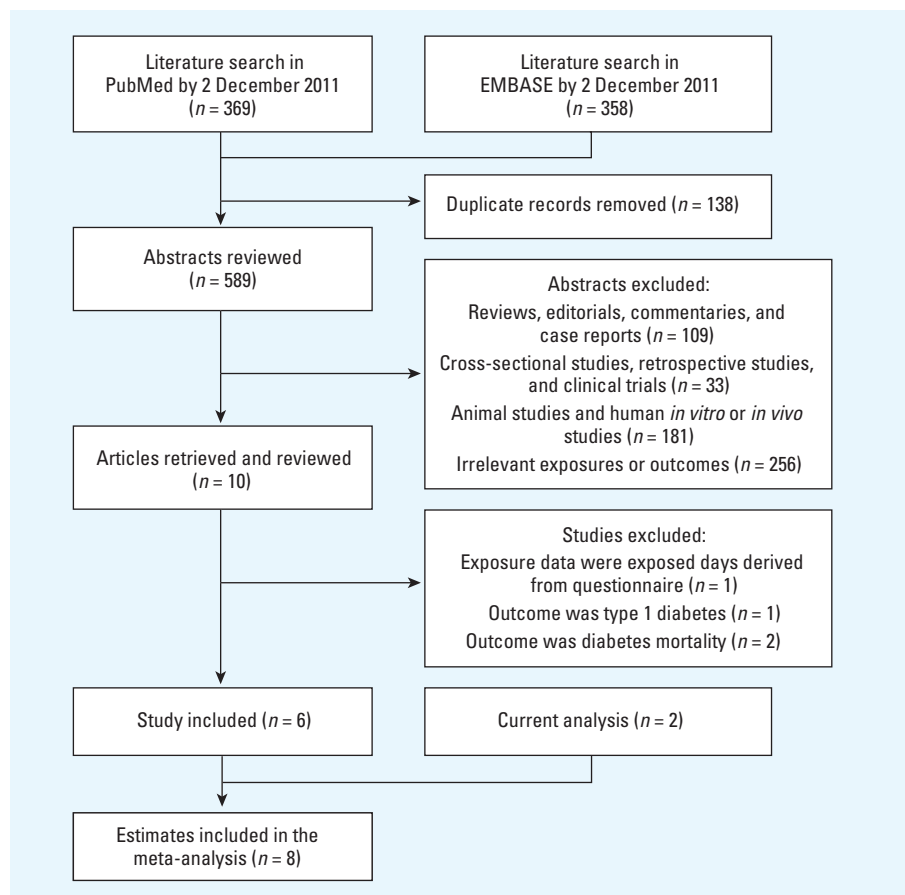 Literature search in
PubMed by 2 December 2011
(n = 369)
Literature search in
EMBASE by 2 December 2011
(n = 358)
Duplicate records removed (n = 138)
Abstracts reviewed
(n = 589)
Abstracts excluded:
Reviews, editorials, commentaries, and
case reports (n = 109)
Cross-sectional studies, retrospective studies,
and clinical trials (n = 33)
Animal studies and human in vitro or in vivo
studies (n = 181)
Irrelevant exposures or outcomes (n = 256)
Articles retrieved and reviewed
(n = 10)
Studies excluded:
Exposure data were exposed days derived
from questionnaire (n = 1)
Outcome was type 1 diabetes (n = 1)
Outcome was diabetes mortality (n = 2)
Study included (n = 6)
Current analysis (n = 2)
Estimates included in the
meta-analysis (n = 8)